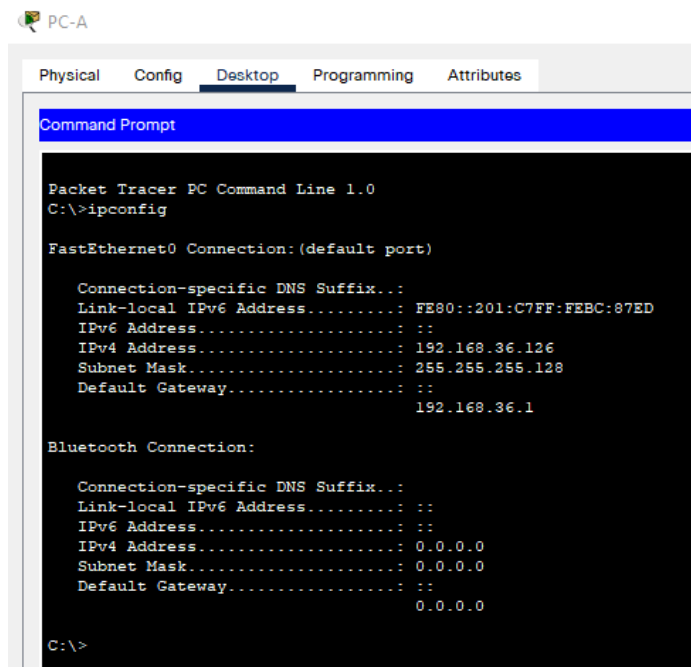 PC-A
Physical Config Desktop Programming Attributes
Command Prompt
Packet Tracer PC Command Line 1.0
C:\>ipconfig
FastEthernet0 Connection:(default port)
Connection-specific DNS Suffix..:
Link-local IPv6 Address.........: FE80::201:C7FF:FEBC:87ED
IPv6 Address....................: ::
IPv4 Address....................: 192.168.36.126
Subnet Mask.....................: 255.255.255.128
Default Gateway.................: ::
192.168.36.1
Bluetooth Connection:
Connection-specific DNS Suffix..:
Link-local IPv6 Address.........: ::
IPv6 Address....................: ::
IPv4 Address....................: 0.0.0.0
Subnet Mask.....................: 0.0.0.0
Default Gateway.................: ::
0.0.0.0
C:\>